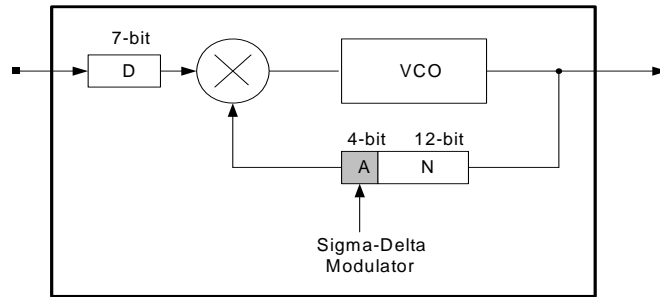 7-bit
D
VCO
4-bit 12-bit
A N
Sigma-Delta
Modulator